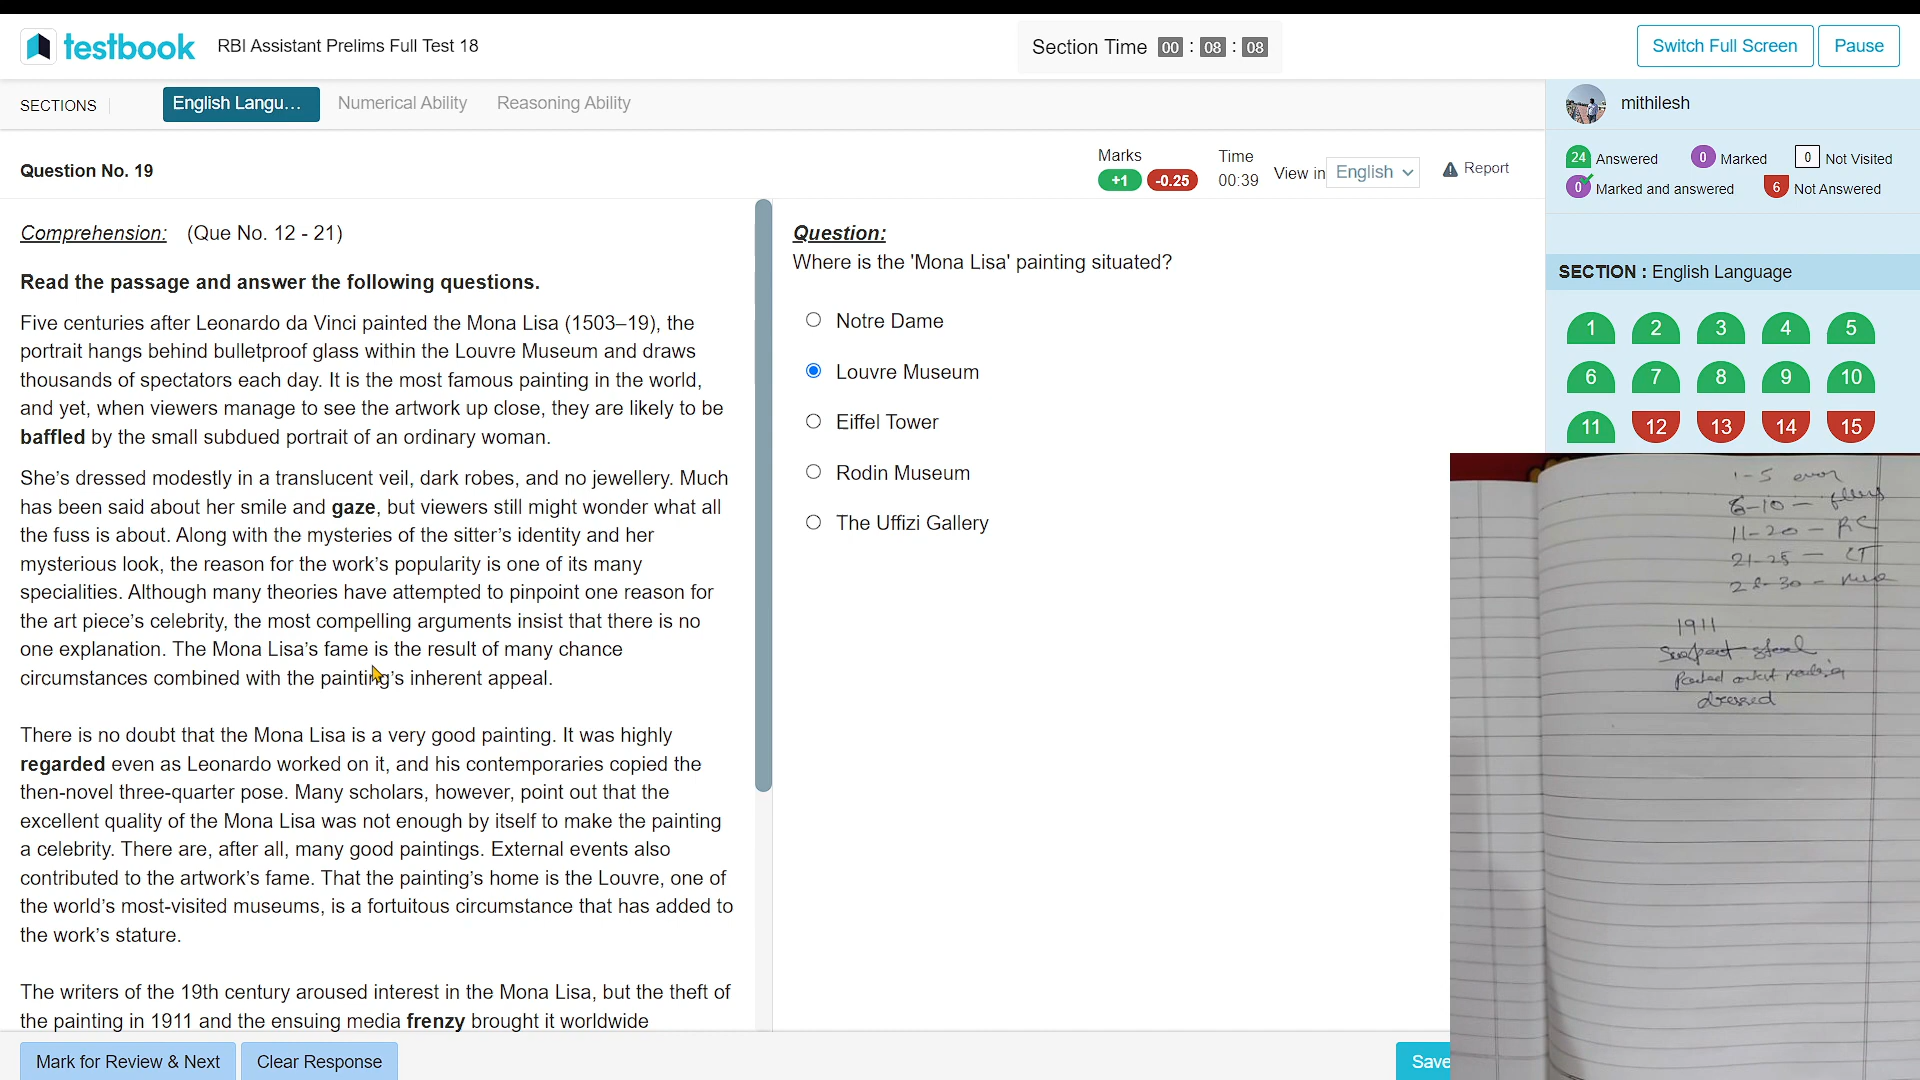 testbook RBI Assistant Prelims Full Test 18
Section Time 00 : 08 : 08
Switch Full Screen Pause
SECTIONS English Langu... Numerical Ability Reasoning Ability
mithilesh
Question No. 19
Marks
+1 -0.25
Time
00:39
View in English
Report
24 Answered 0 Marked 0 Not Visited
0 Marked and answered 6 Not Answered
Comprehension: (Que No. 12 - 21)
Read the passage and answer the following questions.
Five centuries after Leonardo da Vinci painted the Mona Lisa (1503–19), the
portrait hangs behind bulletproof glass within the Louvre Museum and draws
thousands of spectators each day. It is the most famous painting in the world,
and yet, when viewers manage to see the artwork up close, they are likely to be
baffled by the small subdued portrait of an ordinary woman.
She’s dressed modestly in a translucent veil, dark robes, and no jewellery. Much
has been said about her smile and gaze, but viewers still might wonder what all
the fuss is about. Along with the mysteries of the sitter’s identity and her
mysterious look, the reason for the work’s popularity is one of its many
specialities. Although many theories have attempted to pinpoint one reason for
the art piece’s celebrity, the most compelling arguments insist that there is no
one explanation. The Mona Lisa’s fame is the result of many chance
circumstances combined with the painting’s inherent appeal.
There is no doubt that the Mona Lisa is a very good painting. It was highly
regarded even as Leonardo worked on it, and his contemporaries copied the
then-novel three-quarter pose. Many scholars, however, point out that the
excellent quality of the Mona Lisa was not enough by itself to make the painting
a celebrity. There are, after all, many good paintings. External events also
contributed to the artwork’s fame. That the painting’s home is the Louvre, one of
the world’s most-visited museums, is a fortuitous circumstance that has added to
the work’s stature.
The writers of the 19th century aroused interest in the Mona Lisa, but the theft of
the painting in 1911 and the ensuing media frenzy brought it worldwide
Question:
Where is the 'Mona Lisa' painting situated?
Notre Dame
Louvre Museum
Eiffel Tower
Rodin Museum
The Uffizi Gallery
SECTION : English Language
1 2 3 4 5
6 7 8 9 10
11 12 13 14 15
1-5
6-10 -
11-20 - RC
21-25 - CT
1911
dressed
Mark for Review & Next Clear Response Save